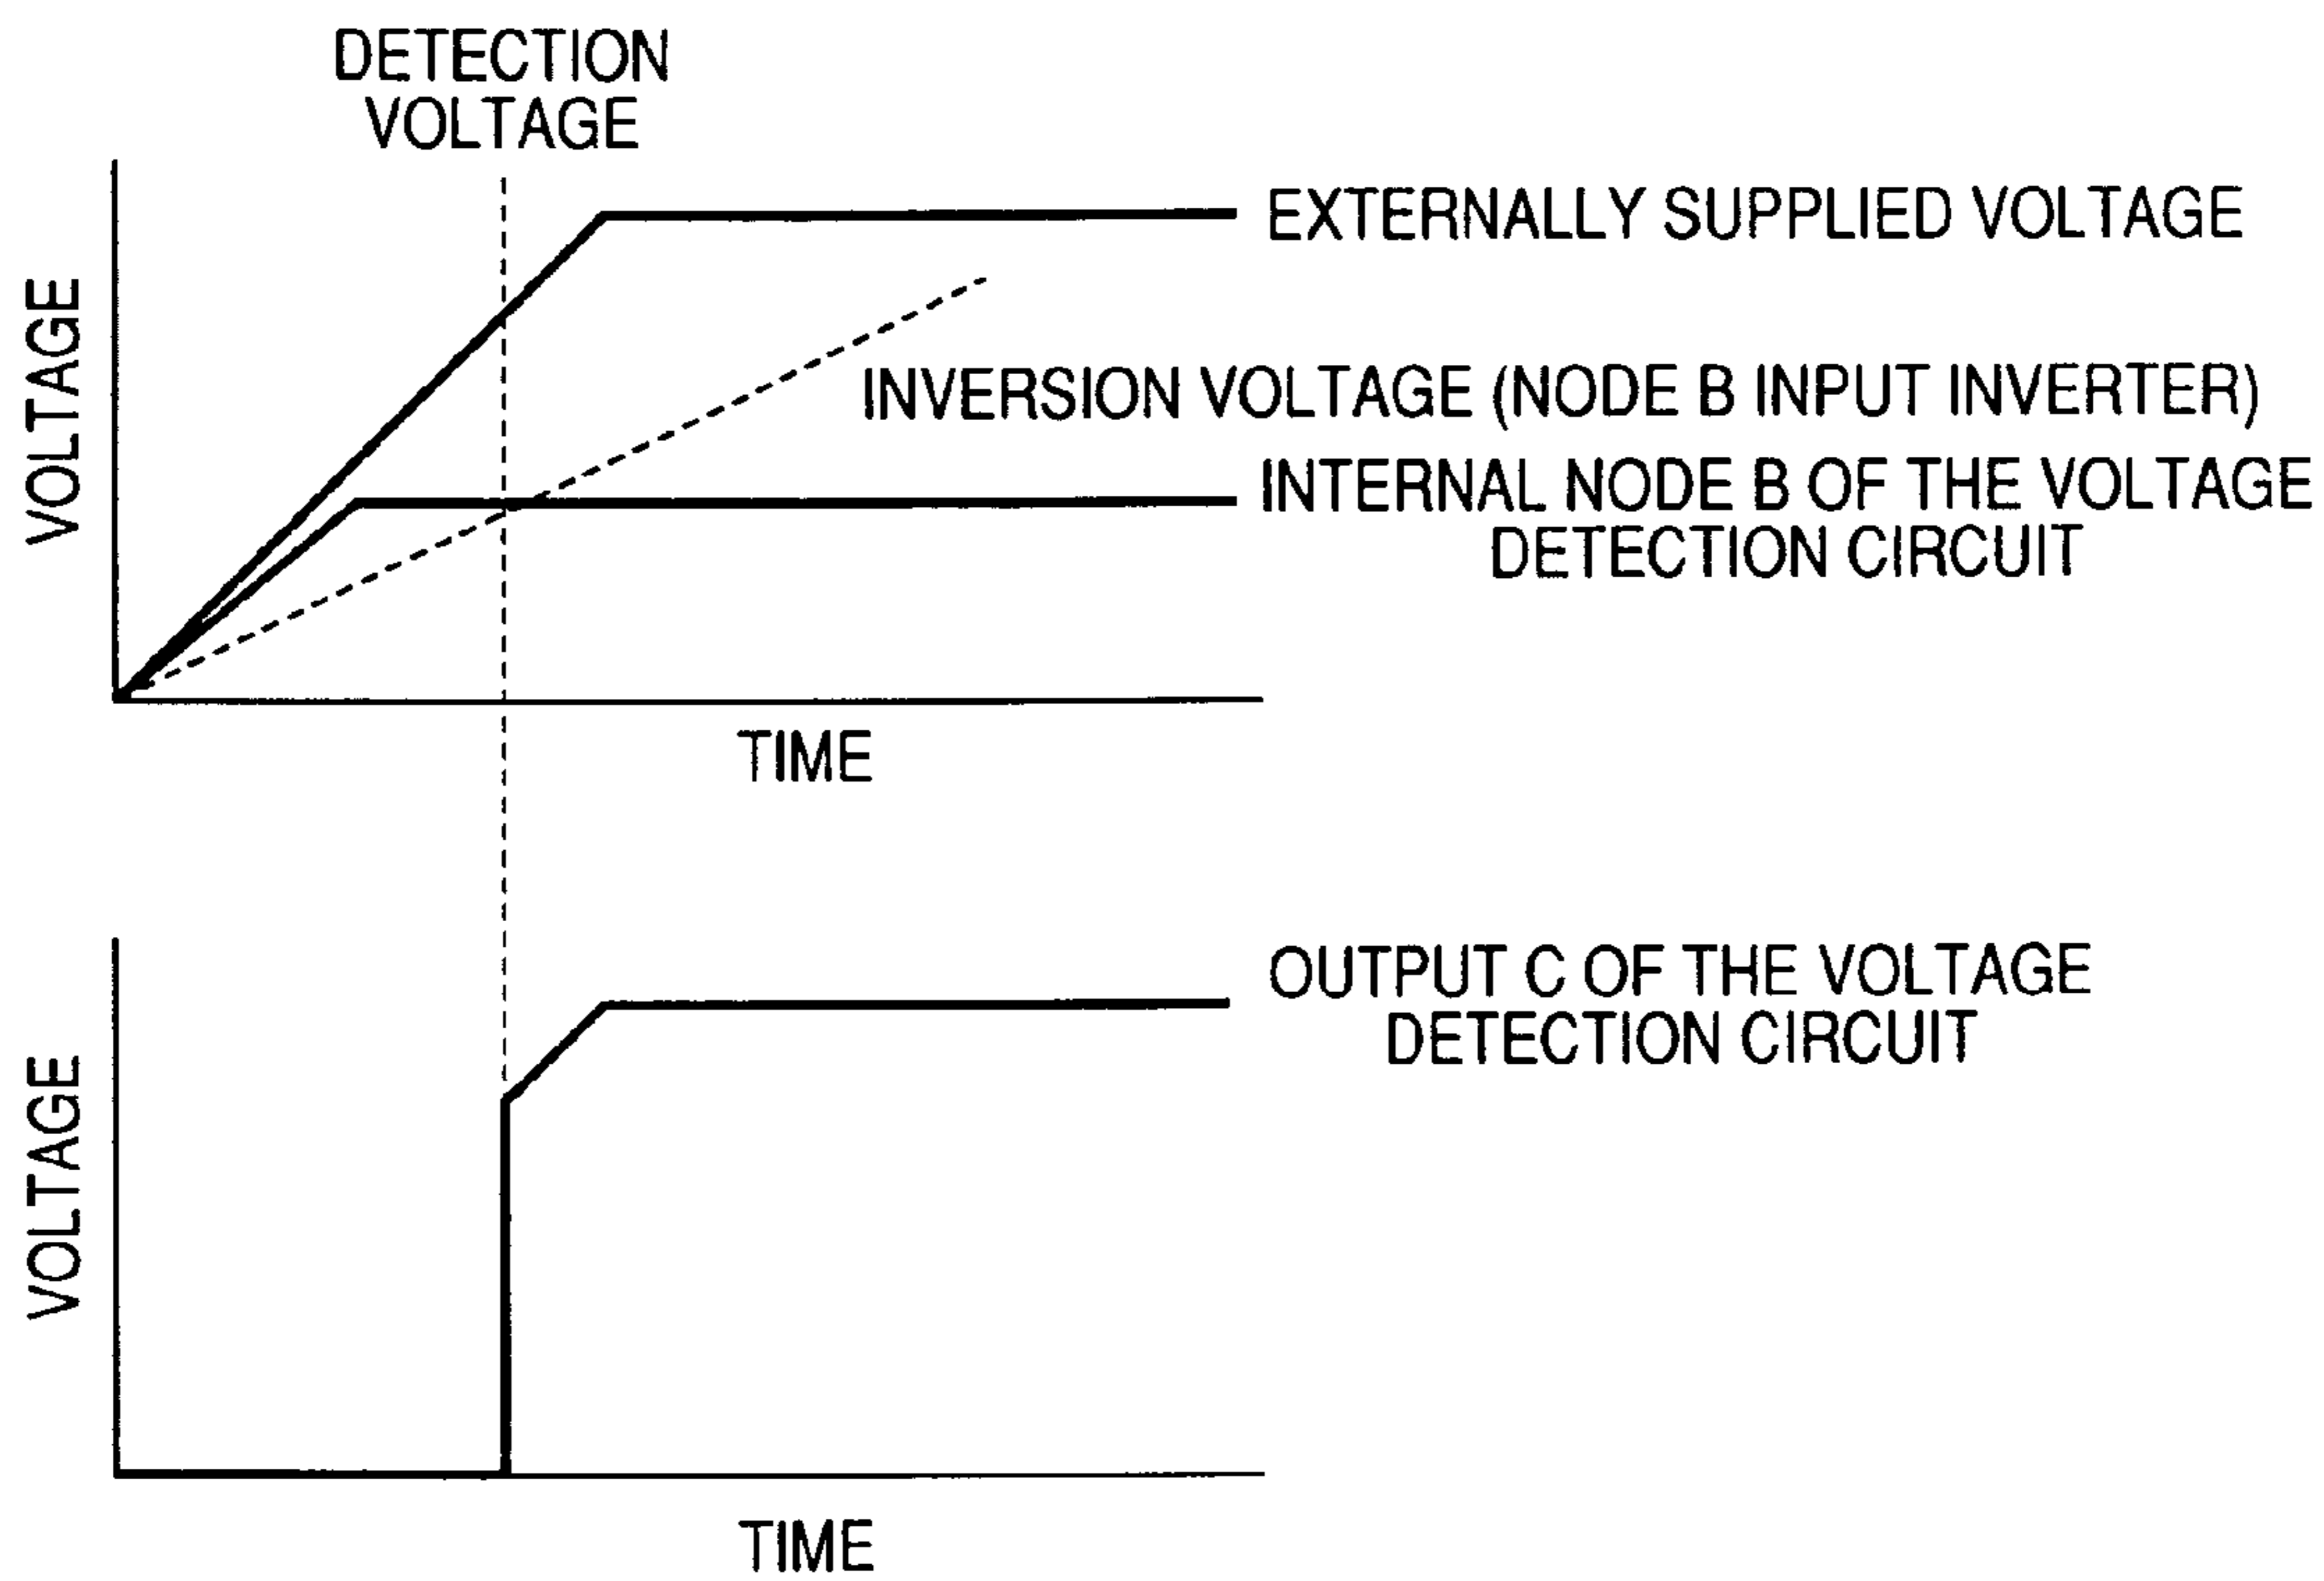 DETECTION
VOLTAGE
VOLTAGE
EXTERNALLY SUPPLIED VOLTAGE
INVERSION VOLTAGE (NODE B INPUT INVERTER)
INTERNAL NODE B OF THE VOLTAGE
DETECTION CIRCUIT
TIME
VOLTAGE
OUTPUT C OF THE VOLTAGE
DETECTION CIRCUIT
TIME